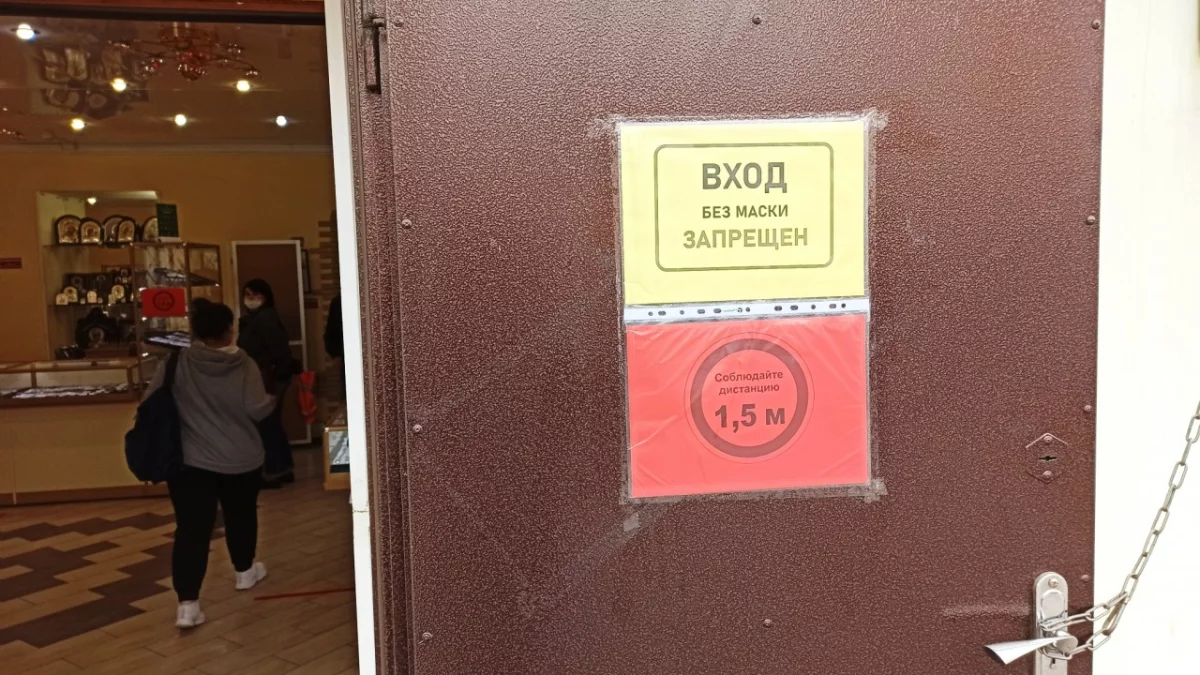 ВХОД
БЕЗ МАСКИ
ЗАПРЕЩЕН
Соблюдайте
дистанцию
1,5 м